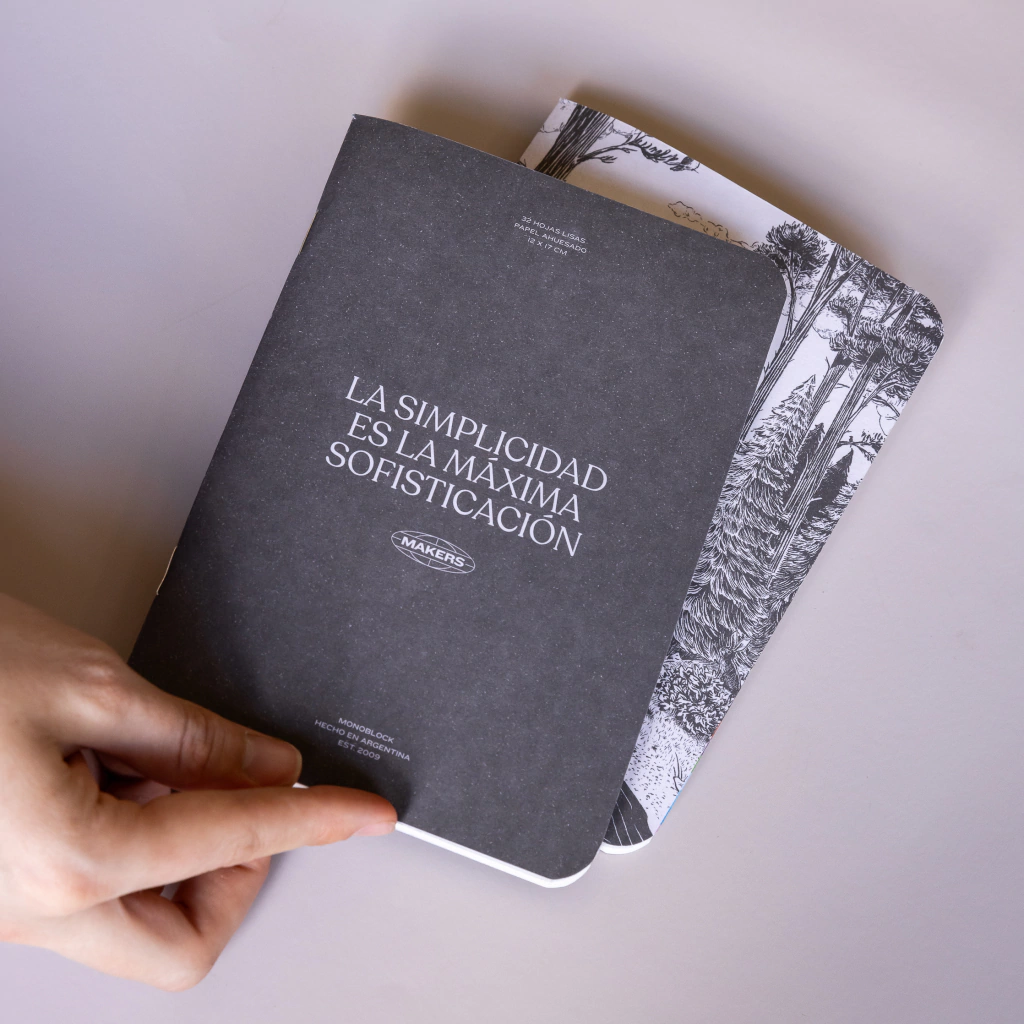 32 HOJAS LISAS
PAPEL AHUESADO
12 X 17 CM
LA SIMPLICIDAD
ES LA MÁXIMA
SOFISTICACIÓN
MAKERS
MONOBLOCK
HECHO EN ARGENTINA
EST. 2009